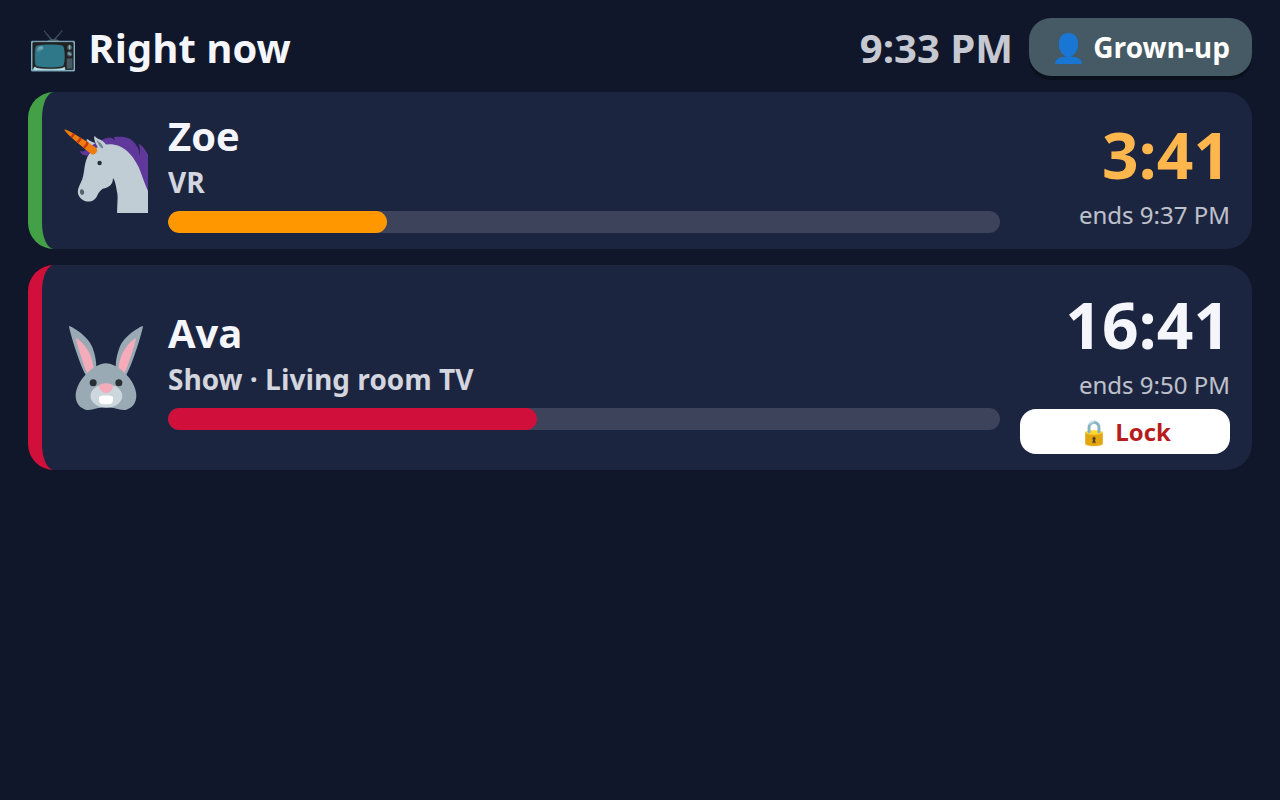 Right now
9:33 PM
Grown-up
Zoe
VR
3:41
ends 9:37 PM
Ava
Show · Living room TV
16:41
ends 9:50 PM
Lock